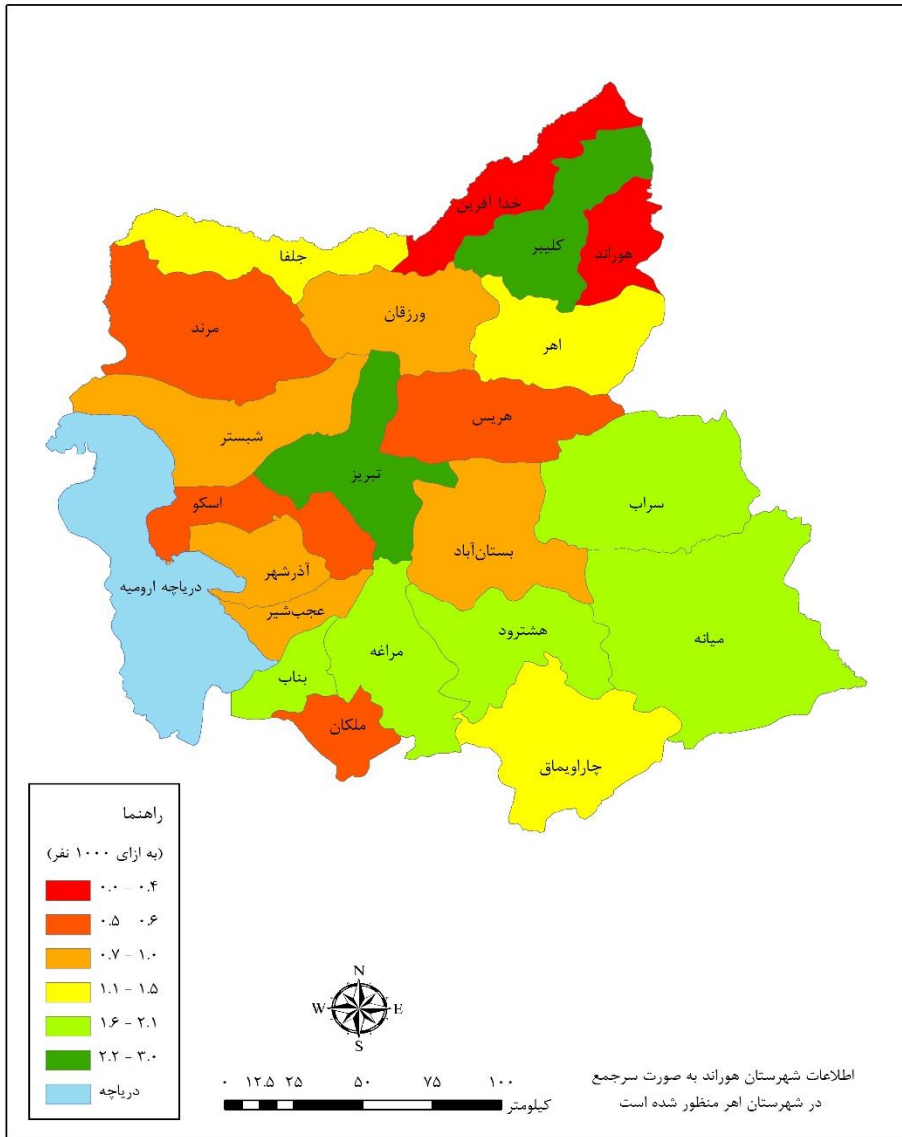 خدا آفرین
کلیبر
هوراند
جلفا
ورزقان
مرند
اهر
هریس
شبستر
تبریز
سراب
اسکو
بستان‌آباد
آذرشهر
دریاچه ارومیه
عجب‌شیر
هشترود
میانه
مراغه
بناب
ملکان
چاراویماق
راهنما
(به ازای ۱۰۰۰ نفر)
۰.۰ - ۰.۴
۰.۵ ۰.۶
۰.۷ - ۱.۰
۱.۱ - ۱.۵
۱.۶ - ۲.۱
۲.۲ - ۳.۰
دریاچه
N
W E
S
۰ ۱۲.۵ ۲۵ ۵۰ ۷۵ ۱۰۰
کیلومتر
اطلاعات شهرستان هوراند به صورت سرجمع
در شهرستان اهر منظور شده است